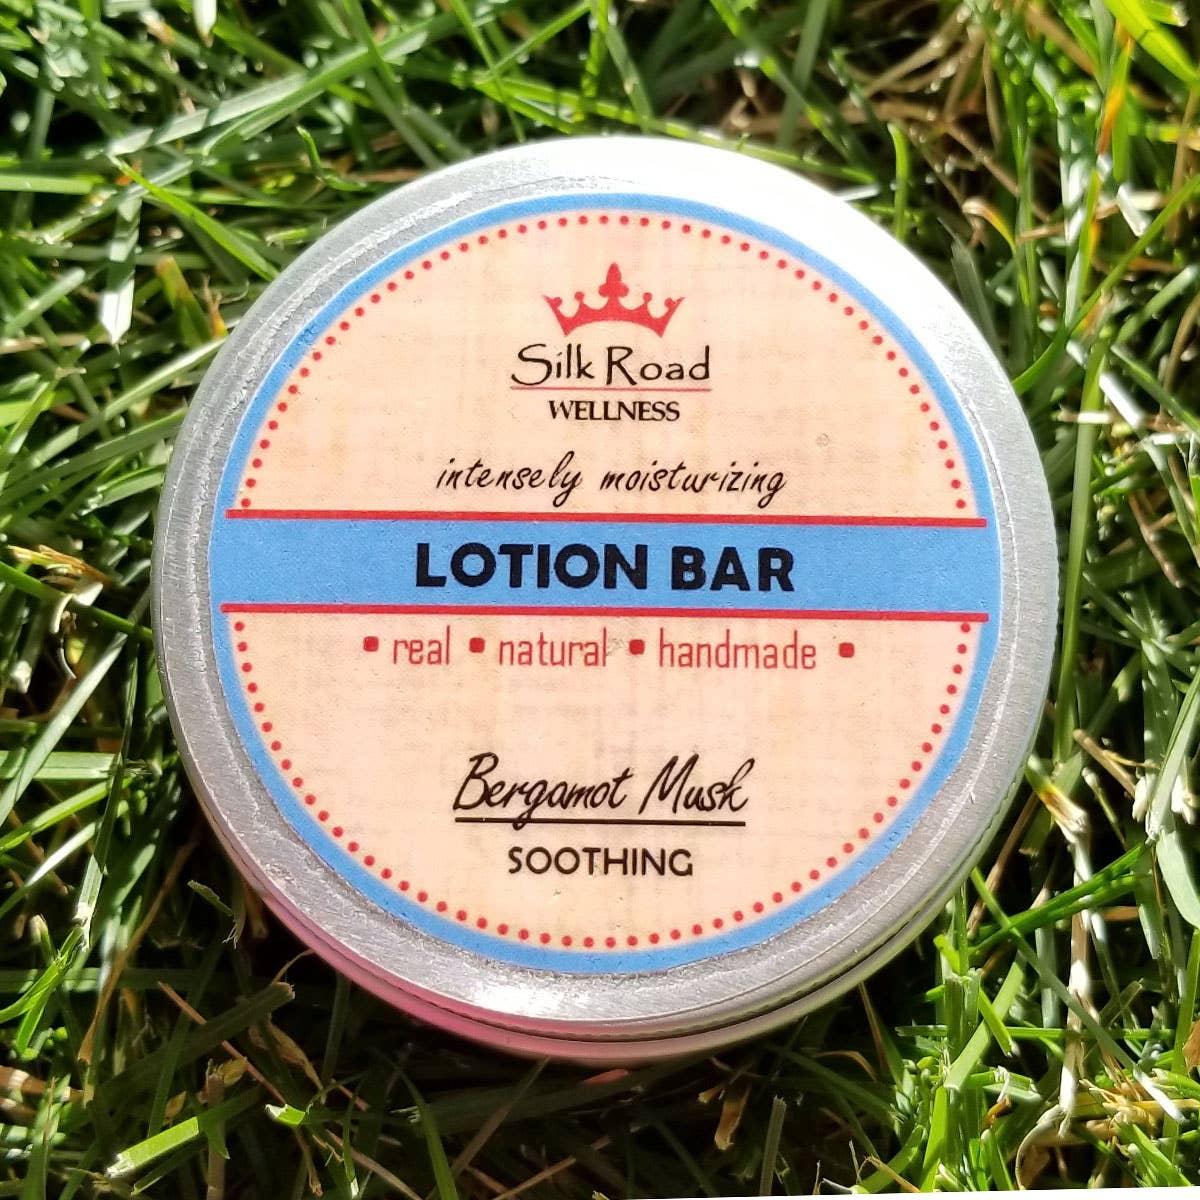 Silk Road
WELLNESS
intensely moisturizing
LOTION BAR
• real • natural • handmade •
Bergamot Musk
SOOTHING